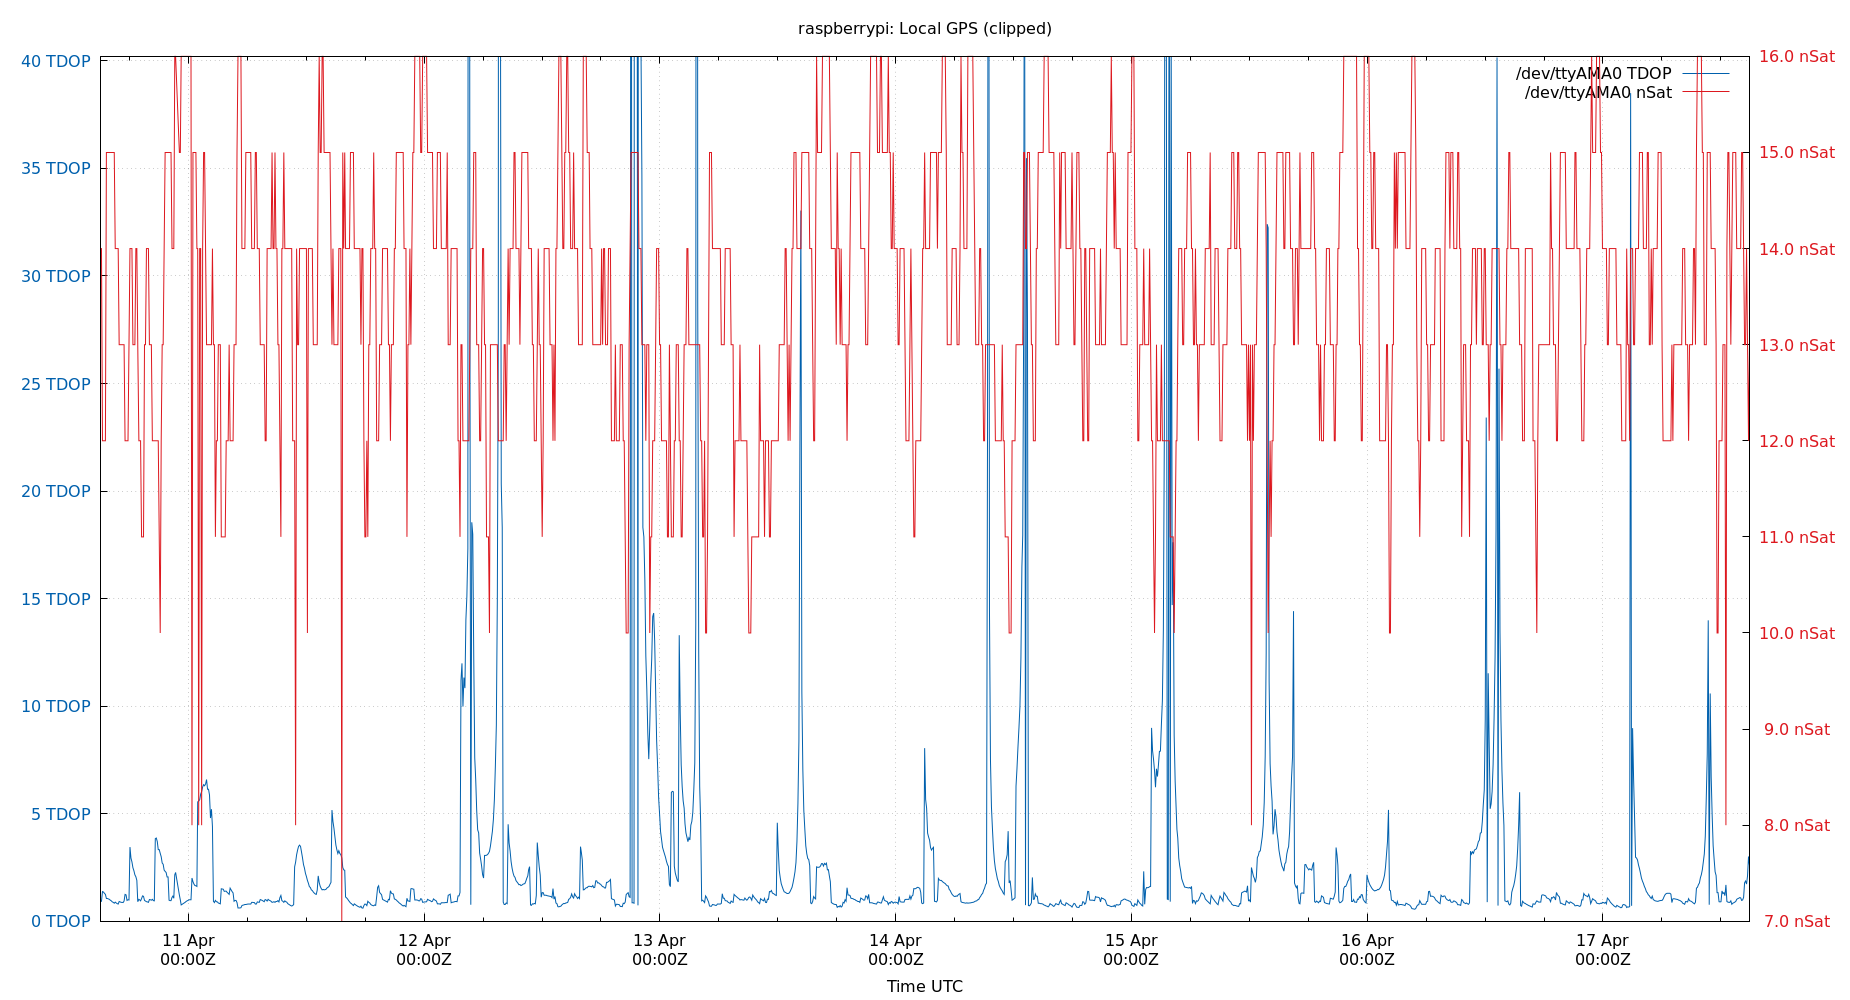 raspberrypi: Local GPS (clipped)
40 TDOP
35 TDOP
30 TDOP
25 TDOP
20 TDOP
15 TDOP
10 TDOP
5 TDOP
0 TDOP
16.0 nSat
15.0 nSat
14.0 nSat
13.0 nSat
12.0 nSat
11.0 nSat
10.0 nSat
9.0 nSat
8.0 nSat
7.0 nSat
/dev/ttyAMA0 TDOP
/dev/ttyAMA0 nSat
11 Apr
00:00Z
12 Apr
00:00Z
13 Apr
00:00Z
14 Apr
00:00Z
15 Apr
00:00Z
16 Apr
00:00Z
17 Apr
00:00Z
Time UTC